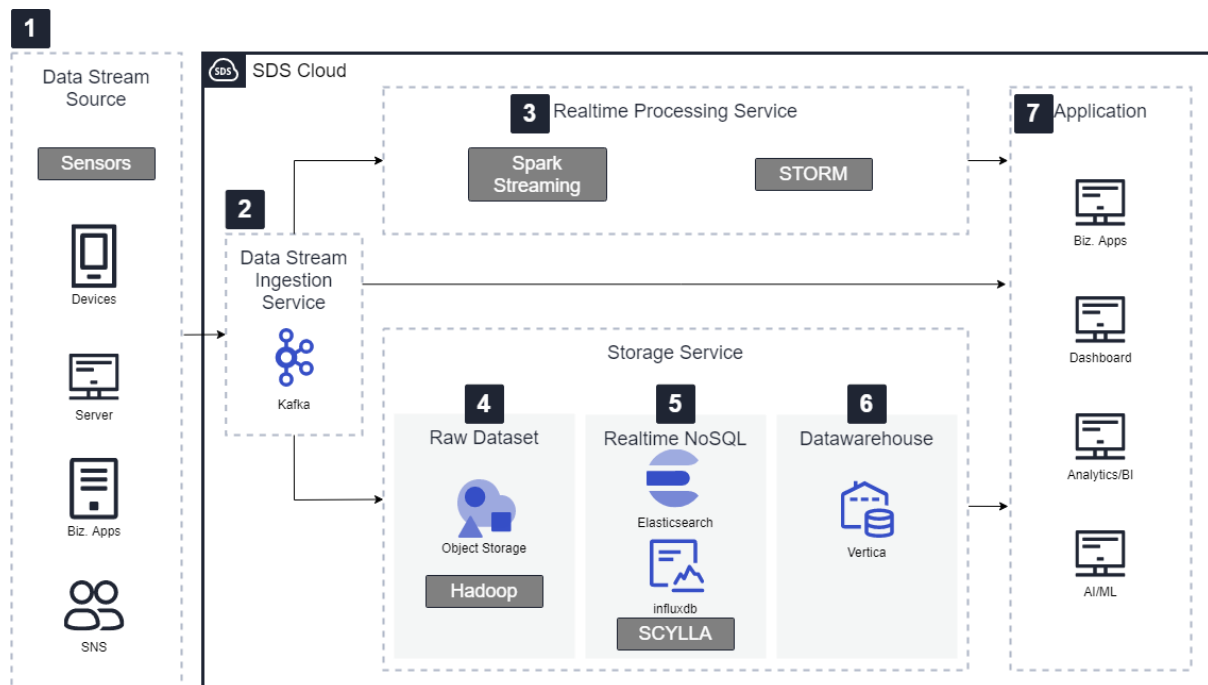 1
Data Stream
Source
Sensors
Devices
Server
Biz. Apps
SNS
SDS
SDS Cloud
2
Data Stream
Ingestion
Service
Kafka
3
Realtime Processing Service
Spark
Streaming
STORM
Storage Service
4
Raw Dataset
Object Storage
Hadoop
5
Realtime NoSQL
Elasticsearch
influxdb
SCYLLA
6
Datawarehouse
Vertica
7
Application
Biz. Apps
Dashboard
Analytics/BI
AI/ML